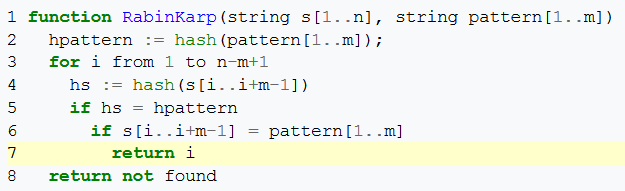 1 function RabinKarp(string s[1..n], string pattern[1..m])
2   hpattern := hash(pattern[1..m]);
3   for i from 1 to n-m+1
4     hs := hash(s[i..i+m-1])
5     if hs = hpattern
6       if s[i..i+m-1] = pattern[1..m]
7         return i
8   return not found